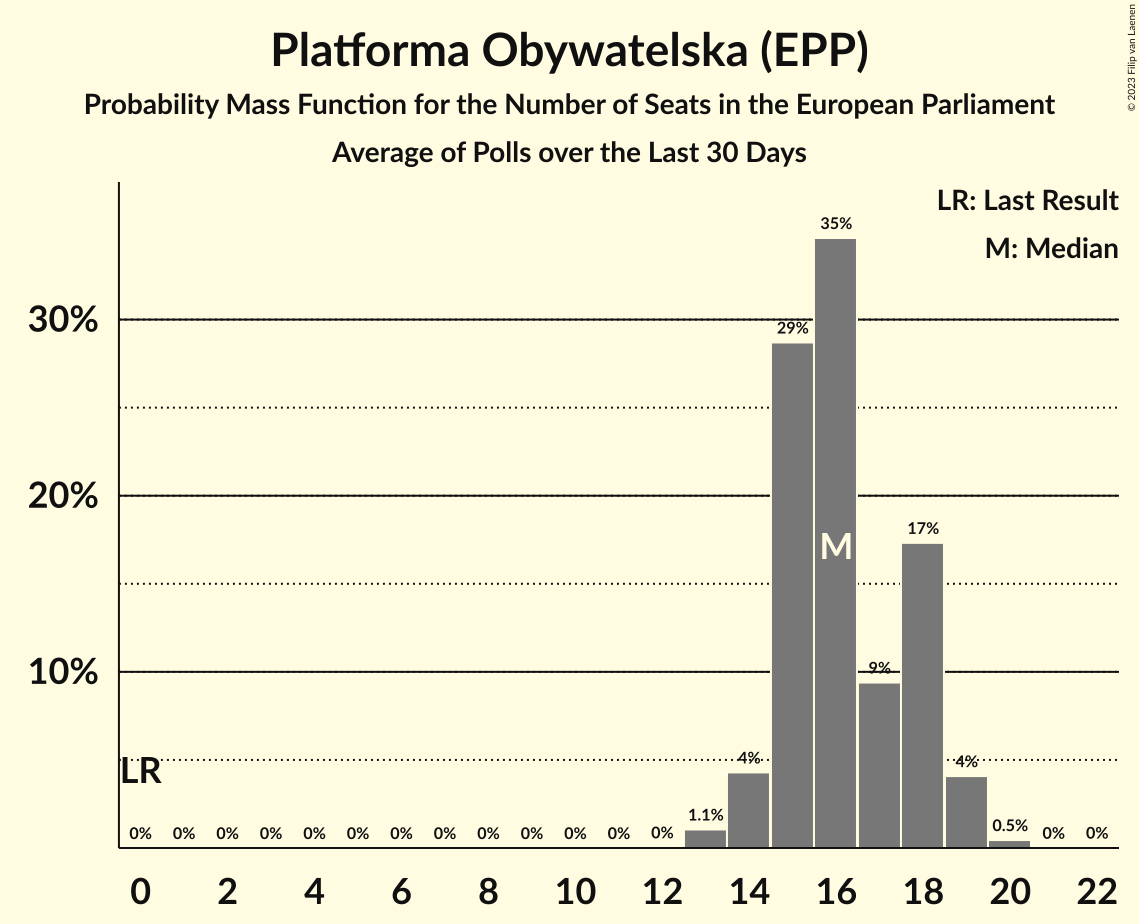 Platforma Obywatelska (EPP)
Probability Mass Function for the Number of Seats in the European Parliament
Average of Polls over the Last 30 Days
© 2023 Filip van Laenen
LR: Last Result
M: Median
35%
30%
29%
20%
17%
M
10%
9%
LR
4%
4%
1.1%
0.5%
0% 0% 0% 0% 0% 0% 0% 0% 0% 0% 0% 0% 0% 0% 0%
0 2 4 6 8 10 12 14 16 18 20 22